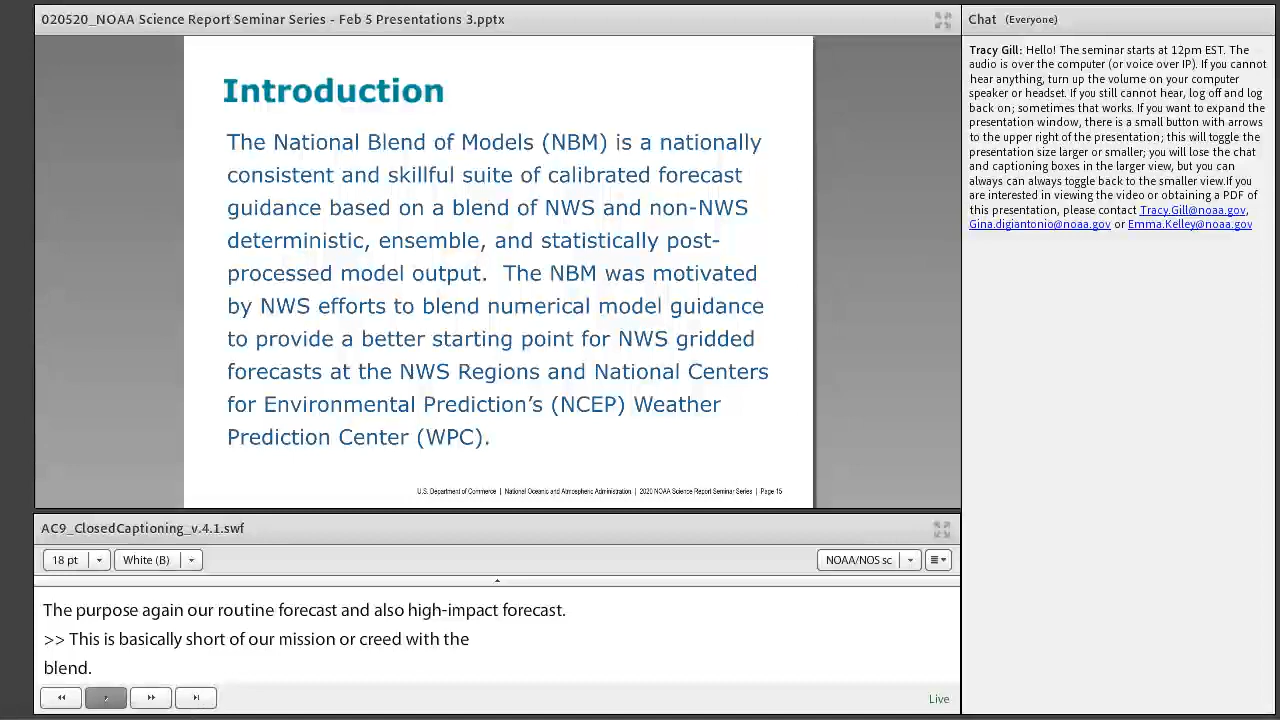 020520_NOAA Science Report Seminar Series - Feb 5 Presentations 3.pptx
Introduction
The National Blend of Models (NBM) is a nationally
consistent and skillful suite of calibrated forecast
guidance based on a blend of NWS and non-NWS
deterministic, ensemble, and statistically post-
processed model output.  The NBM was motivated
by NWS efforts to blend numerical model guidance
to provide a better starting point for NWS gridded
forecasts at the NWS Regions and National Centers
for Environmental Prediction's (NCEP) Weather
Prediction Center (WPC).
U.S. Department of Commerce | National Oceanic and Atmospheric Administration | 2020 NOAA Science Report Seminar Series | Page 15
AC9_ClosedCaptioning_v.4.1.swf
18 pt White (B) NOAA/NOS sc
The purpose again our routine forecast and also high-impact forecast.
>> This is basically short of our mission or creed with the
blend.
Live
Chat (Everyone)
Tracy Gill: Hello! The seminar starts at 12pm EST. The
audio is over the computer (or voice over IP). If you cannot
hear anything, turn up the volume on your computer
speaker or headset. If you still cannot hear, log off and log
back on; sometimes that works. If you want to expand the
presentation window, there is a small button with arrows
to the upper right of the presentation; this will toggle the
presentation size larger or smaller; you will lose the chat
and captioning boxes in the larger view, but you can
always can always toggle back to the smaller view.If you
are interested in viewing the video or obtaining a PDF of
this presentation, please contact Tracy.Gill@noaa.gov,
Gina.digiantonio@noaa.gov or Emma.Kelley@noaa.gov